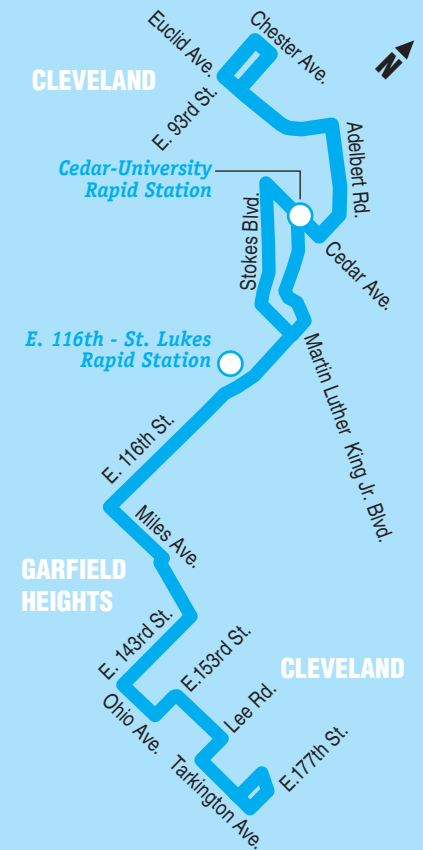 Chester Ave.
Euclid Ave.
N
CLEVELAND
E. 93rd St.
Adelbert Rd.
Cedar-University
Rapid Station
Stokes Blvd.
Cedar Ave.
E. 116th - St. Lukes
Rapid Station
Martin Luther King Jr. Blvd.
E. 116th St.
Miles Ave.
GARFIELD
HEIGHTS
E. 143rd St.
E.153rd St.
CLEVELAND
Ohio Ave.
Lee Rd.
E.177th St.
Tarkington Ave.